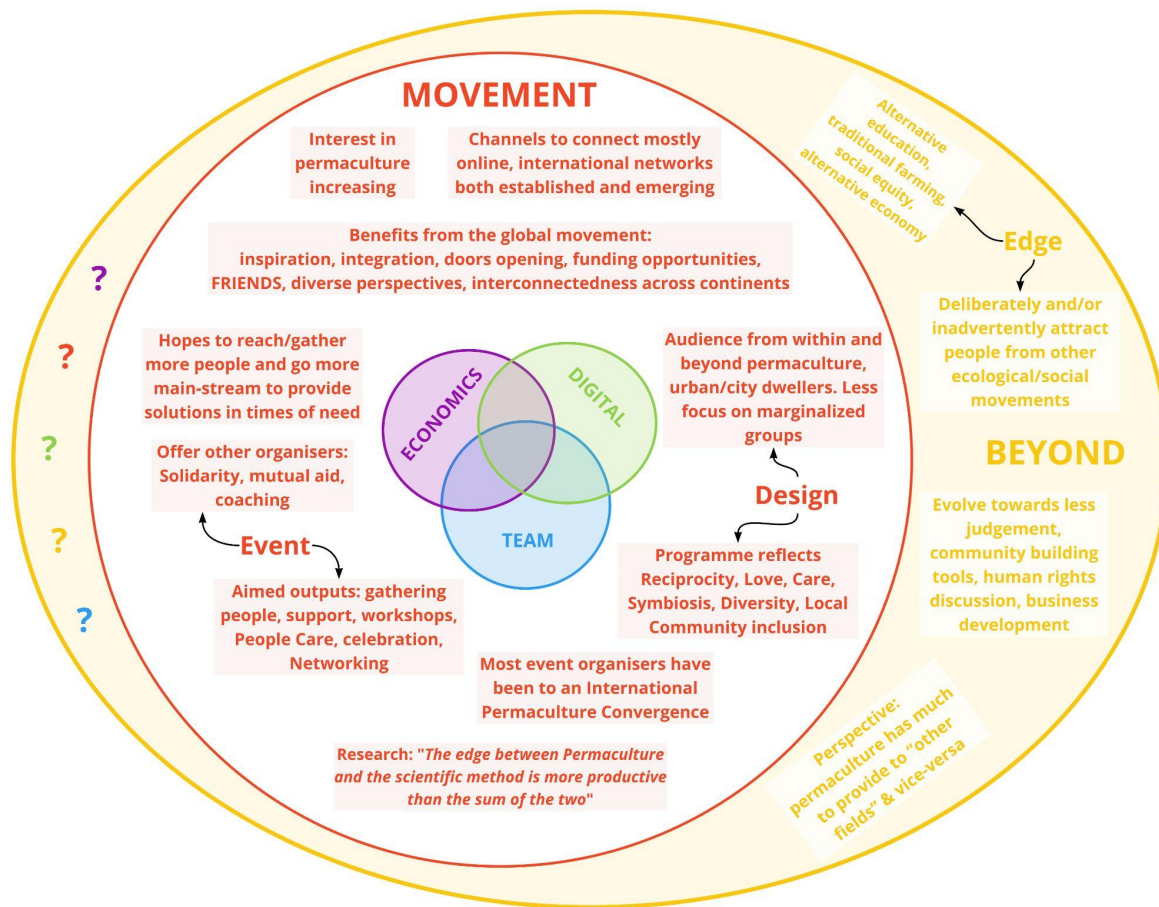 MOVEMENT
Interest in
permaculture
increasing
Channels to connect mostly
online, international networks
both established and emerging
Benefits from the global movement:
inspiration, integration, doors opening, funding opportunities,
FRIENDS, diverse perspectives, interconnectedness across continents
?
?
?
?
?
Hopes to reach/gather
more people and go more
main-stream to provide
solutions in times of need
Offer other organisers:
Solidarity, mutual aid,
coaching
Event
Aimed outputs: gathering
people, support, workshops,
People Care, celebration,
Networking
ECONOMICS
DIGITAL
TEAM
Audience from within and
beyond permaculture,
urban/city dwellers. Less
focus on marginalized
groups
Design
Programme reflects
Reciprocity, Love, Care,
Symbiosis, Diversity, Local
Community inclusion
Most event organisers have
been to an International
Permaculture Convergence
Research: "The edge between Permaculture
and the scientific method is more productive
than the sum of the two"
Alternative
education,
traditional farming,
social equity,
alternative economy
Edge
Deliberately and/or
inadvertently attract
people from other
ecological/social
movements
BEYOND
Evolve towards less
judgement,
community building
tools, human rights
discussion, business
development
Perspective:
permaculture has much
to provide to "other
fields" & vice-versa